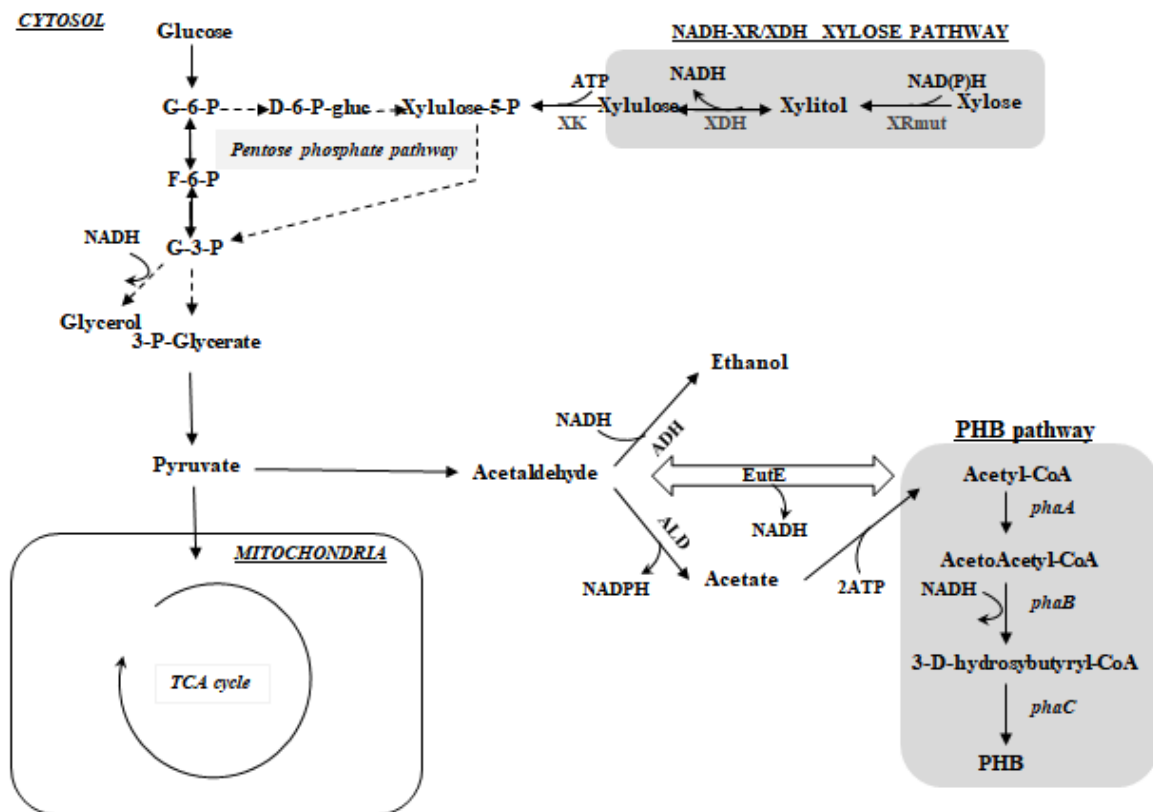 CYTOSOL
Glucose
NADH-XR/XDH XYLOSE PATHWAY
ATP
NADH
NAD(P)H
G-6-P
D-6-P-gluc
Xylulose-5-P
Xylulose
Xylitol
Xylose
XK
XDH
XRmut
Pentose phosphate pathway
F-6-P
NADH
G-3-P
Glycerol
3-P-Glycerate
Ethanol
NADH
ADH
PHB pathway
Pyruvate
Acetaldehyde
EutE
Acetyl-CoA
NADH
phaA
ALD
MITOCHONDRIA
AcetoAcetyl-CoA
NADPH
Acetate
2ATP
NADH
phaB
3-D-hydrosybutyryl-CoA
TCA cycle
phaC
PHB